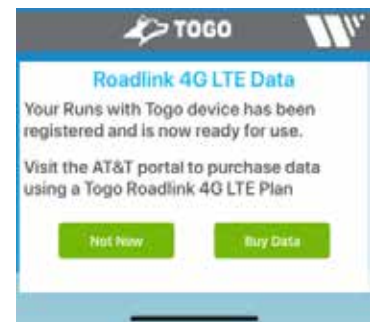 TOGO
Roadlink 4G LTE Data
Your Runs with Togo device has been
registered and is now ready for use.
Visit the AT&T portal to purchase data
using a Togo Roadlink 4G LTE Plan
Not Now
Buy Data